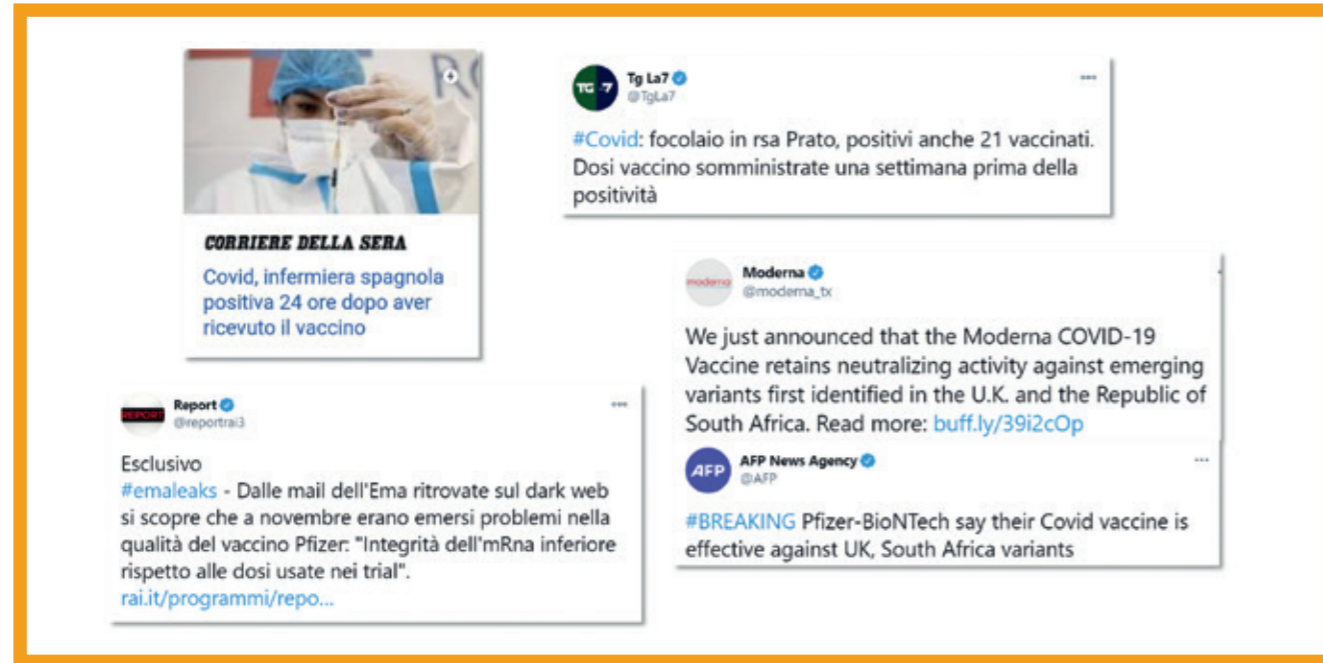 CORRIERE DELLA SERA
Covid, infermiera spagnola
positiva 24 ore dopo aver
ricevuto il vaccino
TG 7
Tg La7
@TgLa7
#Covid: focolaio in rsa Prato, positivi anche 21 vaccinati.
Dosi vaccino somministrate una settimana prima della
positività
moderna
Moderna
@moderna_tx
We just announced that the Moderna COVID-19
Vaccine retains neutralizing activity against emerging
variants first identified in the U.K. and the Republic of
South Africa. Read more: buff.ly/39i2cOp
AFP
AFP News Agency
@AFP
#BREAKING Pfizer-BioNTech say their Covid vaccine is
effective against UK, South Africa variants
REPORT
Report
@reportrai3
Esclusivo
#emaleaks - Dalle mail dell'Ema ritrovate sul dark web
si scopre che a novembre erano emersi problemi nella
qualità del vaccino Pfizer: "Integrità dell'mRna inferiore
rispetto alle dosi usate nei trial".
rai.it/programmi/repo...